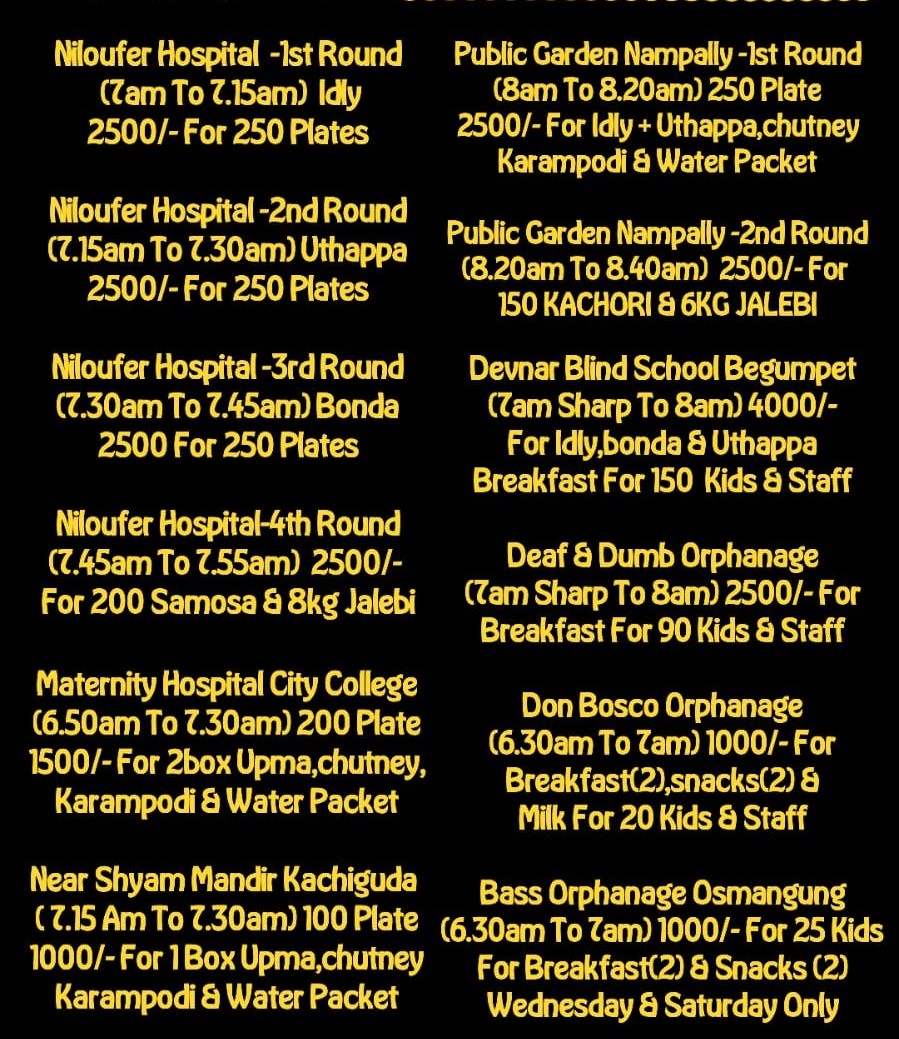 Niloufer Hospital -1st Round
(7am To 7.15am) Idly
2500/- For 250 Plates
Niloufer Hospital -2nd Round
(7.15am To 7.30am) Uthappa
2500/- For 250 Plates
Niloufer Hospital -3rd Round
(7.30am To 7.45am) Bonda
2500 For 250 Plates
Niloufer Hospital-4th Round
(7.45am To 7.55am) 2500/-
For 200 Samosa & 8kg Jalebi
Maternity Hospital City College
(6.50am To 7.30am) 200 Plate
1500/- For 2box Upma,chutney,
Karampodi & Water Packet
Near Shyam Mandir Kachiguda
( 7.15 Am To 7.30am) 100 Plate
1000/- For 1 Box Upma,chutney
Karampodi & Water Packet
Public Garden Nampally -1st Round
(8am To 8.20am) 250 Plate
2500/- For Idly + Uthappa,chutney
Karampodi & Water Packet
Public Garden Nampally -2nd Round
(8.20am To 8.40am) 2500/- For
150 KACHORI & 6KG JALEBI
Devnar Blind School Begumpet
(7am Sharp To 8am) 4000/-
For Idly,bonda & Uthappa
Breakfast For 150 Kids & Staff
Deaf & Dumb Orphanage
(7am Sharp To 8am) 2500/- For
Breakfast For 90 Kids & Staff
Don Bosco Orphanage
(6.30am To 7am) 1000/- For
Breakfast(2),snacks(2) &
Milk For 20 Kids & Staff
Bass Orphanage Osmangung
(6.30am To 7am) 1000/- For 25 Kids
For Breakfast(2) & Snacks (2)
Wednesday & Saturday Only